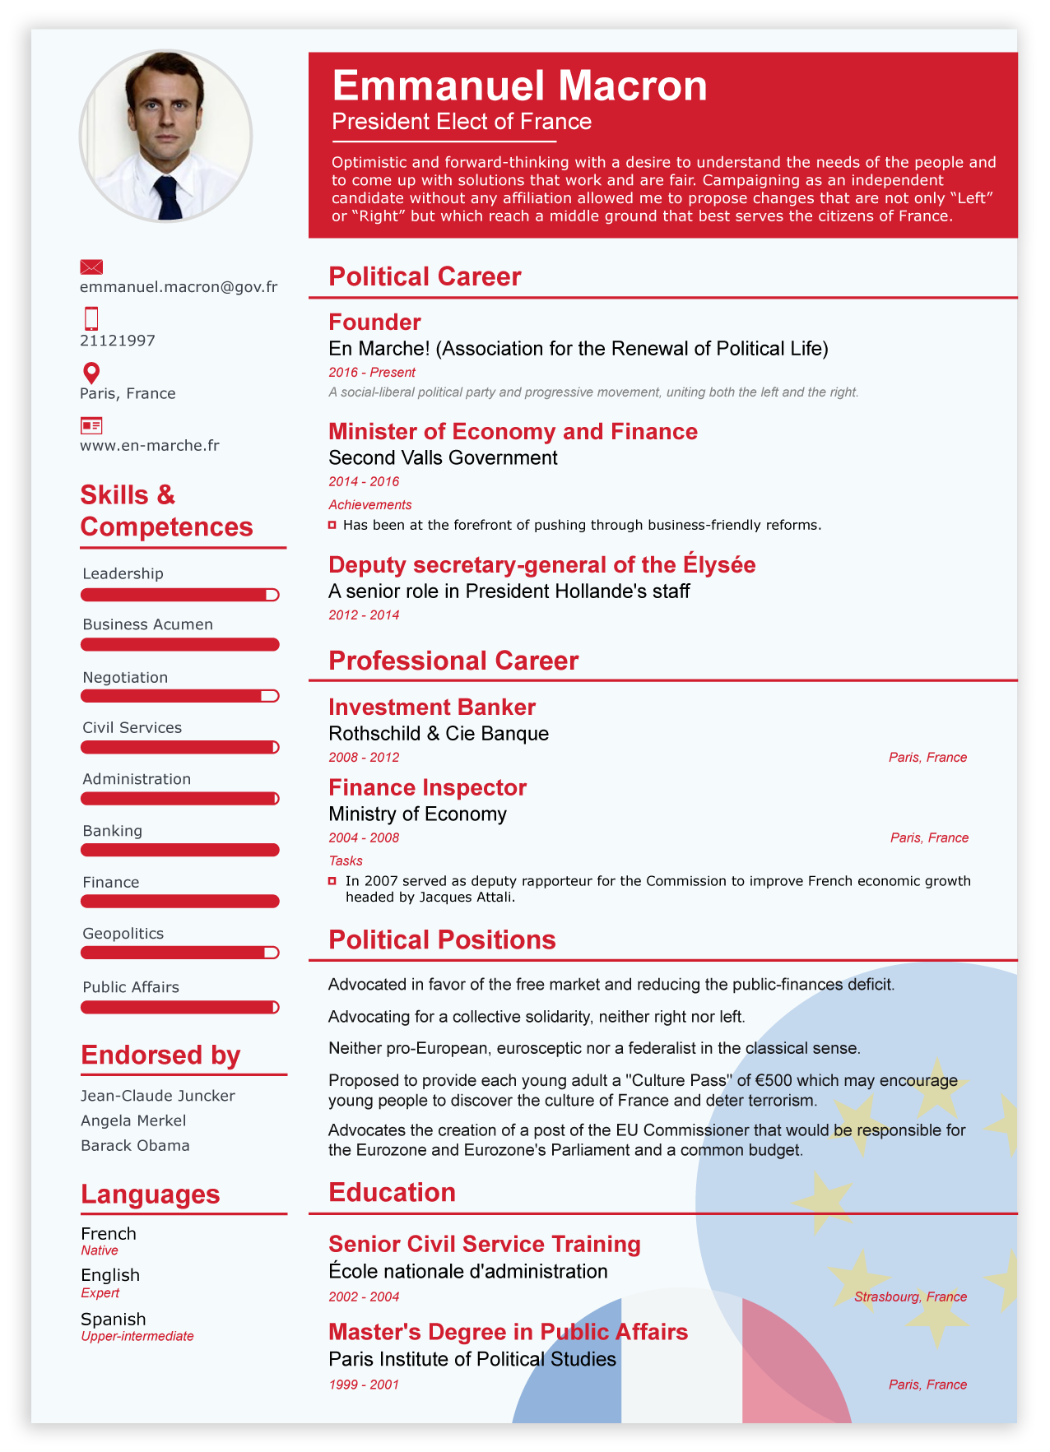 Emmanuel Macron
President Elect of France
Optimistic and forward-thinking with a desire to understand the needs of the people and
to come up with solutions that work and are fair. Campaigning as an independent
candidate without any affiliation allowed me to propose changes that are not only “Left”
or “Right” but which reach a middle ground that best serves the citizens of France.
emmanuel.macron@gov.fr
21121997
Paris, France
www.en-marche.fr
Skills &
Competences
Leadership
Business Acumen
Negotiation
Civil Services
Administration
Banking
Finance
Geopolitics
Public Affairs
Endorsed by
Jean-Claude Juncker
Angela Merkel
Barack Obama
Languages
French
Native
English
Expert
Spanish
Upper-intermediate
Political Career
Founder
En Marche! (Association for the Renewal of Political Life)
2016 - Present
A social-liberal political party and progressive movement, uniting both the left and the right.
Minister of Economy and Finance
Second Valls Government
2014 - 2016
Achievements
Has been at the forefront of pushing through business-friendly reforms.
Deputy secretary-general of the Élysée
A senior role in President Hollande's staff
2012 - 2014
Professional Career
Investment Banker
Rothschild & Cie Banque
2008 - 2012 Paris, France
Finance Inspector
Ministry of Economy
2004 - 2008 Paris, France
Tasks
In 2007 served as deputy rapporteur for the Commission to improve French economic growth
headed by Jacques Attali.
Political Positions
Advocated in favor of the free market and reducing the public-finances deficit.
Advocating for a collective solidarity, neither right nor left.
Neither pro-European, eurosceptic nor a federalist in the classical sense.
Proposed to provide each young adult a "Culture Pass" of €500 which may encourage
young people to discover the culture of France and deter terrorism.
Advocates the creation of a post of the EU Commissioner that would be responsible for
the Eurozone and Eurozone's Parliament and a common budget.
Education
Senior Civil Service Training
École nationale d'administration
2002 - 2004 Strasbourg, France
Master's Degree in Public Affairs
Paris Institute of Political Studies
1999 - 2001 Paris, France